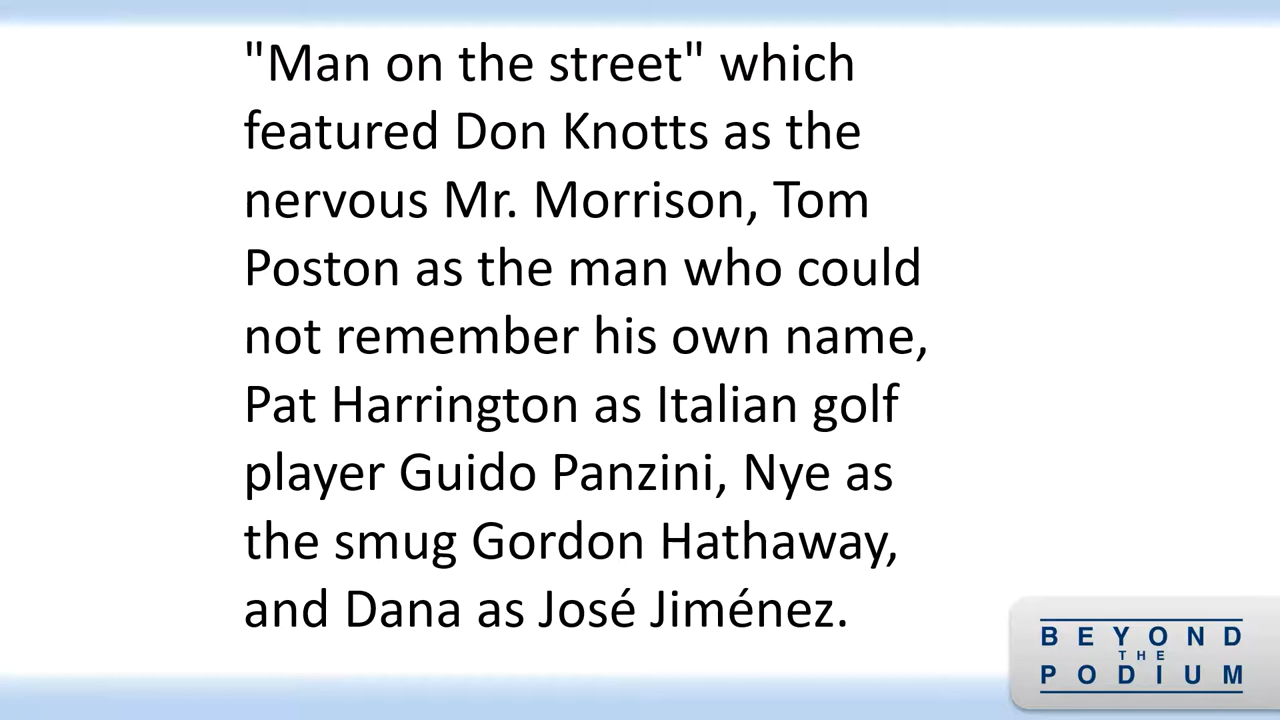 "Man on the street" which
featured Don Knotts as the
nervous Mr. Morrison, Tom
Poston as the man who could
not remember his own name,
Pat Harrington as Italian golf
player Guido Panzini, Nye as
the smug Gordon Hathaway,
and Dana as José Jiménez.
BEYOND
THE
PODIUM